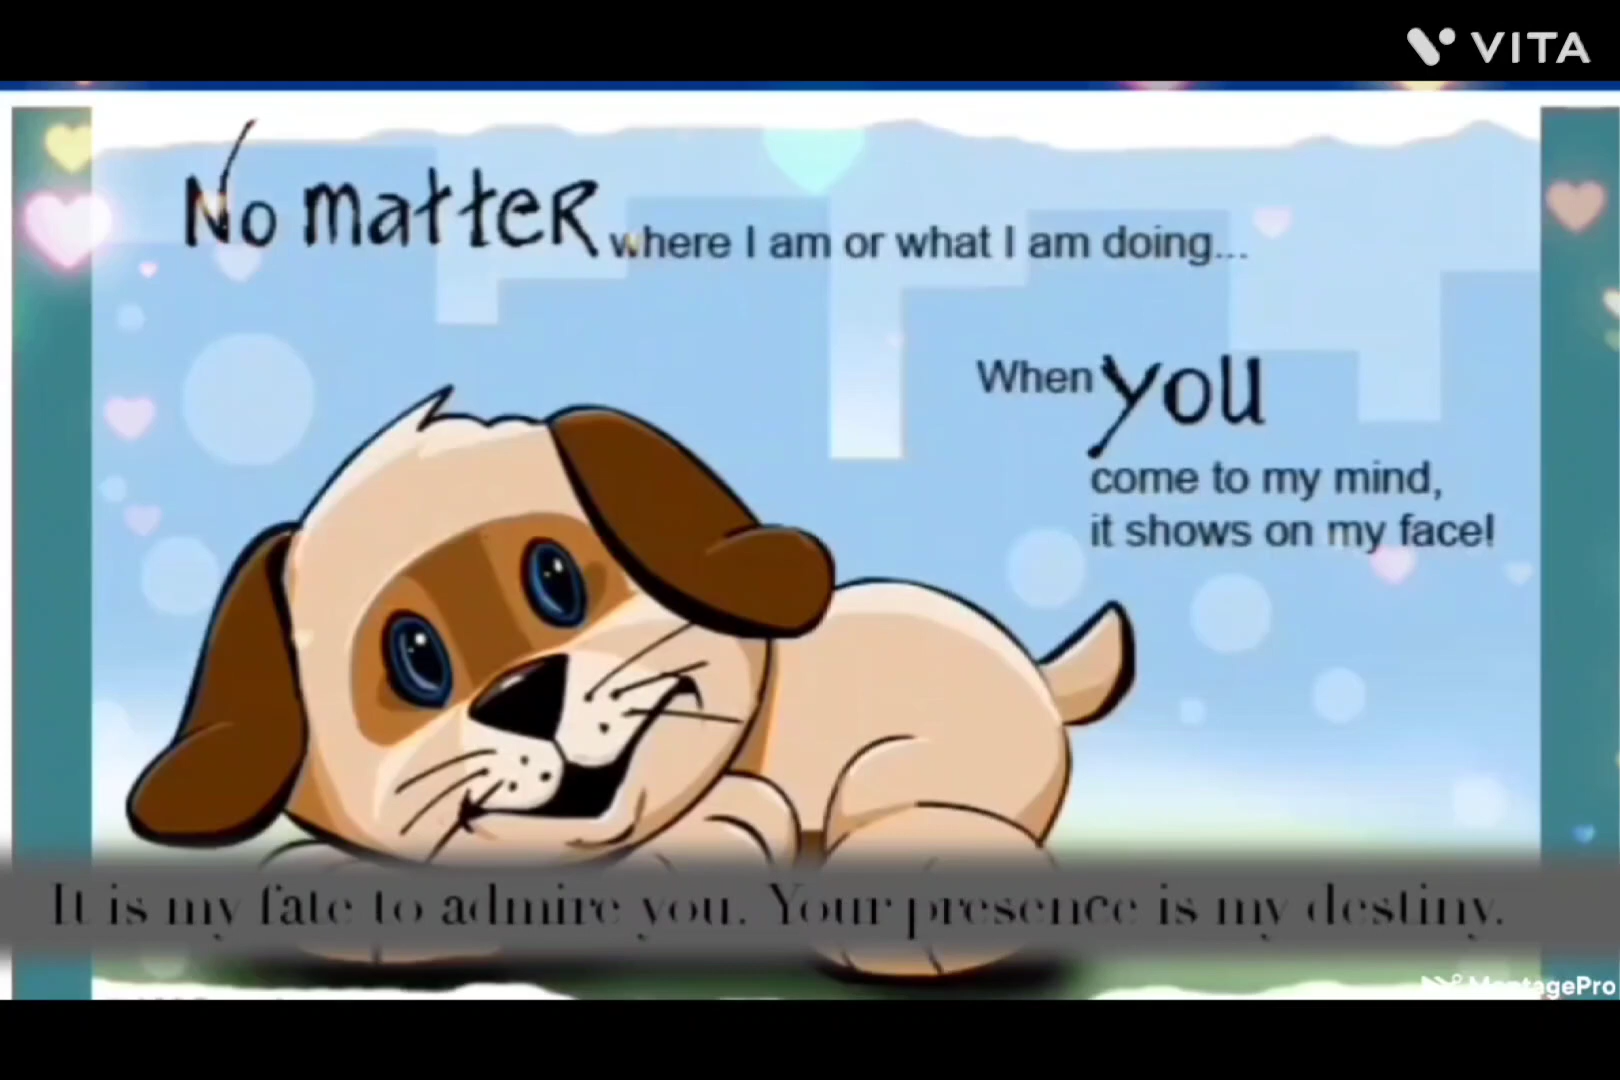 VITA
No matteR where I am or what I am doing...
When you
come to my mind,
it shows on my face!
It is my fate to admire you. Your presence is my destiny.
MontagePro